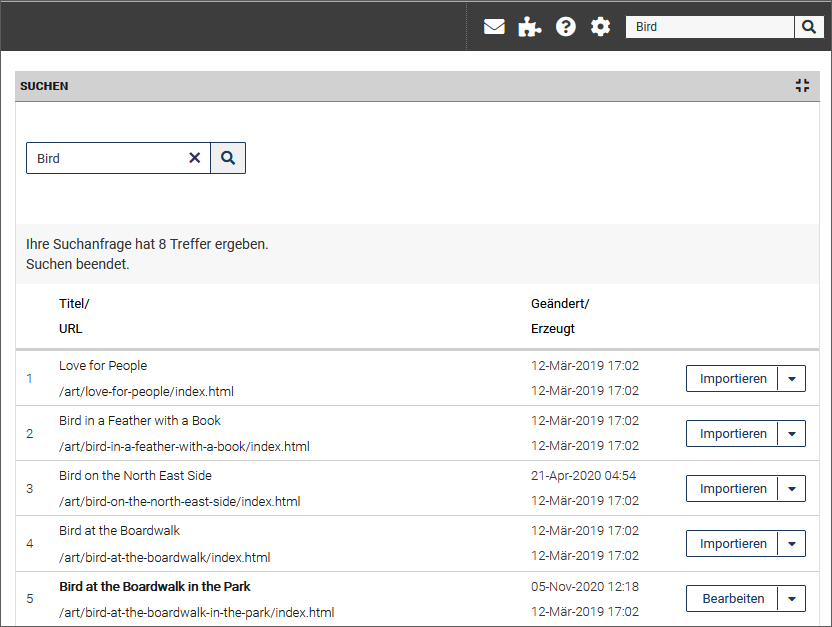 Bird
SUCHEN
Bird
Ihre Suchanfrage hat 8 Treffer ergeben.
Suchen beendet.
Titel/ Geändert/
URL Erzeugt
1 Love for People 12-Mär-2019 17:02 Importieren
/art/love-for-people/index.html 12-Mär-2019 17:02
2 Bird in a Feather with a Book 12-Mär-2019 17:02 Importieren
/art/bird-in-a-feather-with-a-book/index.html 12-Mär-2019 17:02
3 Bird on the North East Side 21-Apr-2020 04:54 Importieren
/art/bird-on-the-north-east-side/index.html 12-Mär-2019 17:02
4 Bird at the Boardwalk 12-Mär-2019 17:02 Importieren
/art/bird-at-the-boardwalk/index.html 12-Mär-2019 17:02
5 Bird at the Boardwalk in the Park 05-Nov-2020 12:18 Bearbeiten
/art/bird-at-the-boardwalk-in-the-park/index.html 12-Mär-2019 17:02